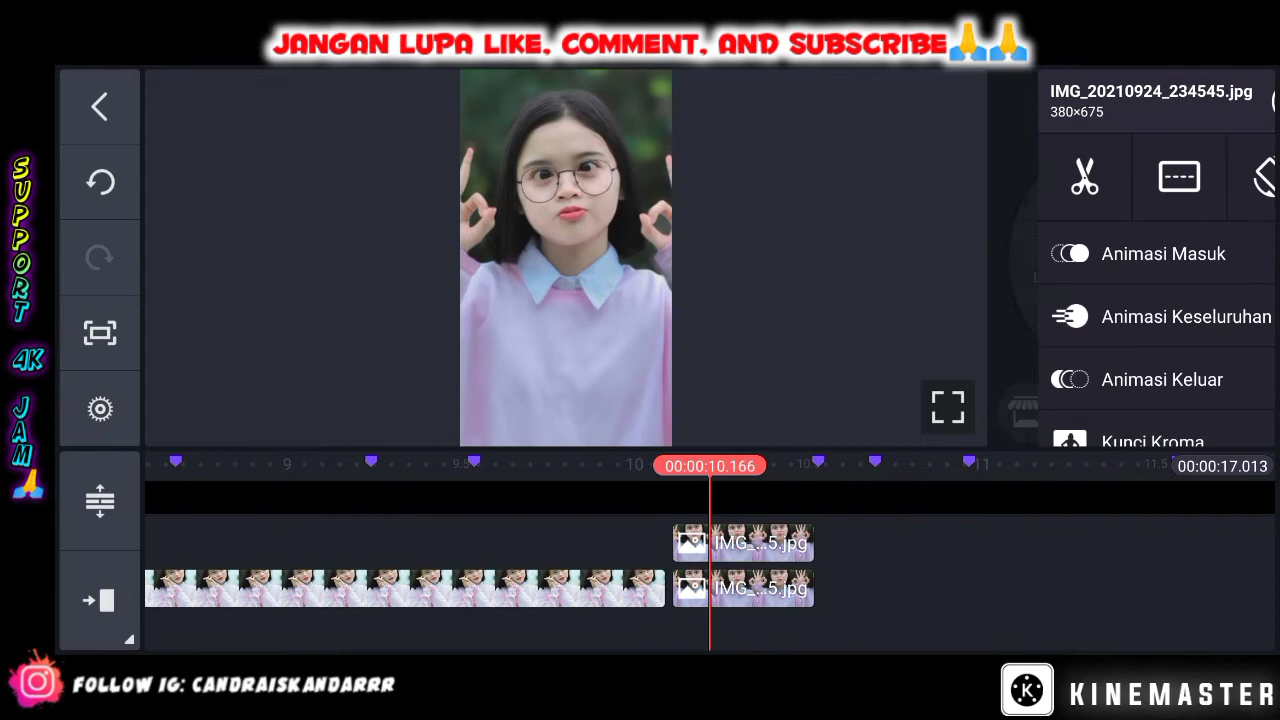 JANGAN LUPA LIKE, COMMENT, AND SUBSCRIBE🙏🙏
SUPPORT 4K JAM🙏
IMG_20210924_234545.jpg
380×675
Animasi Masuk
Animasi Keseluruhan
Animasi Keluar
Kunci Kroma
9
9.5
10
00:00:10.166
11
11.5
00:00:17.013
IMG_...5.jpg
IMG_...5.jpg
FOLLOW IG: CANDRAISKANDARRR
K KINEMASTER